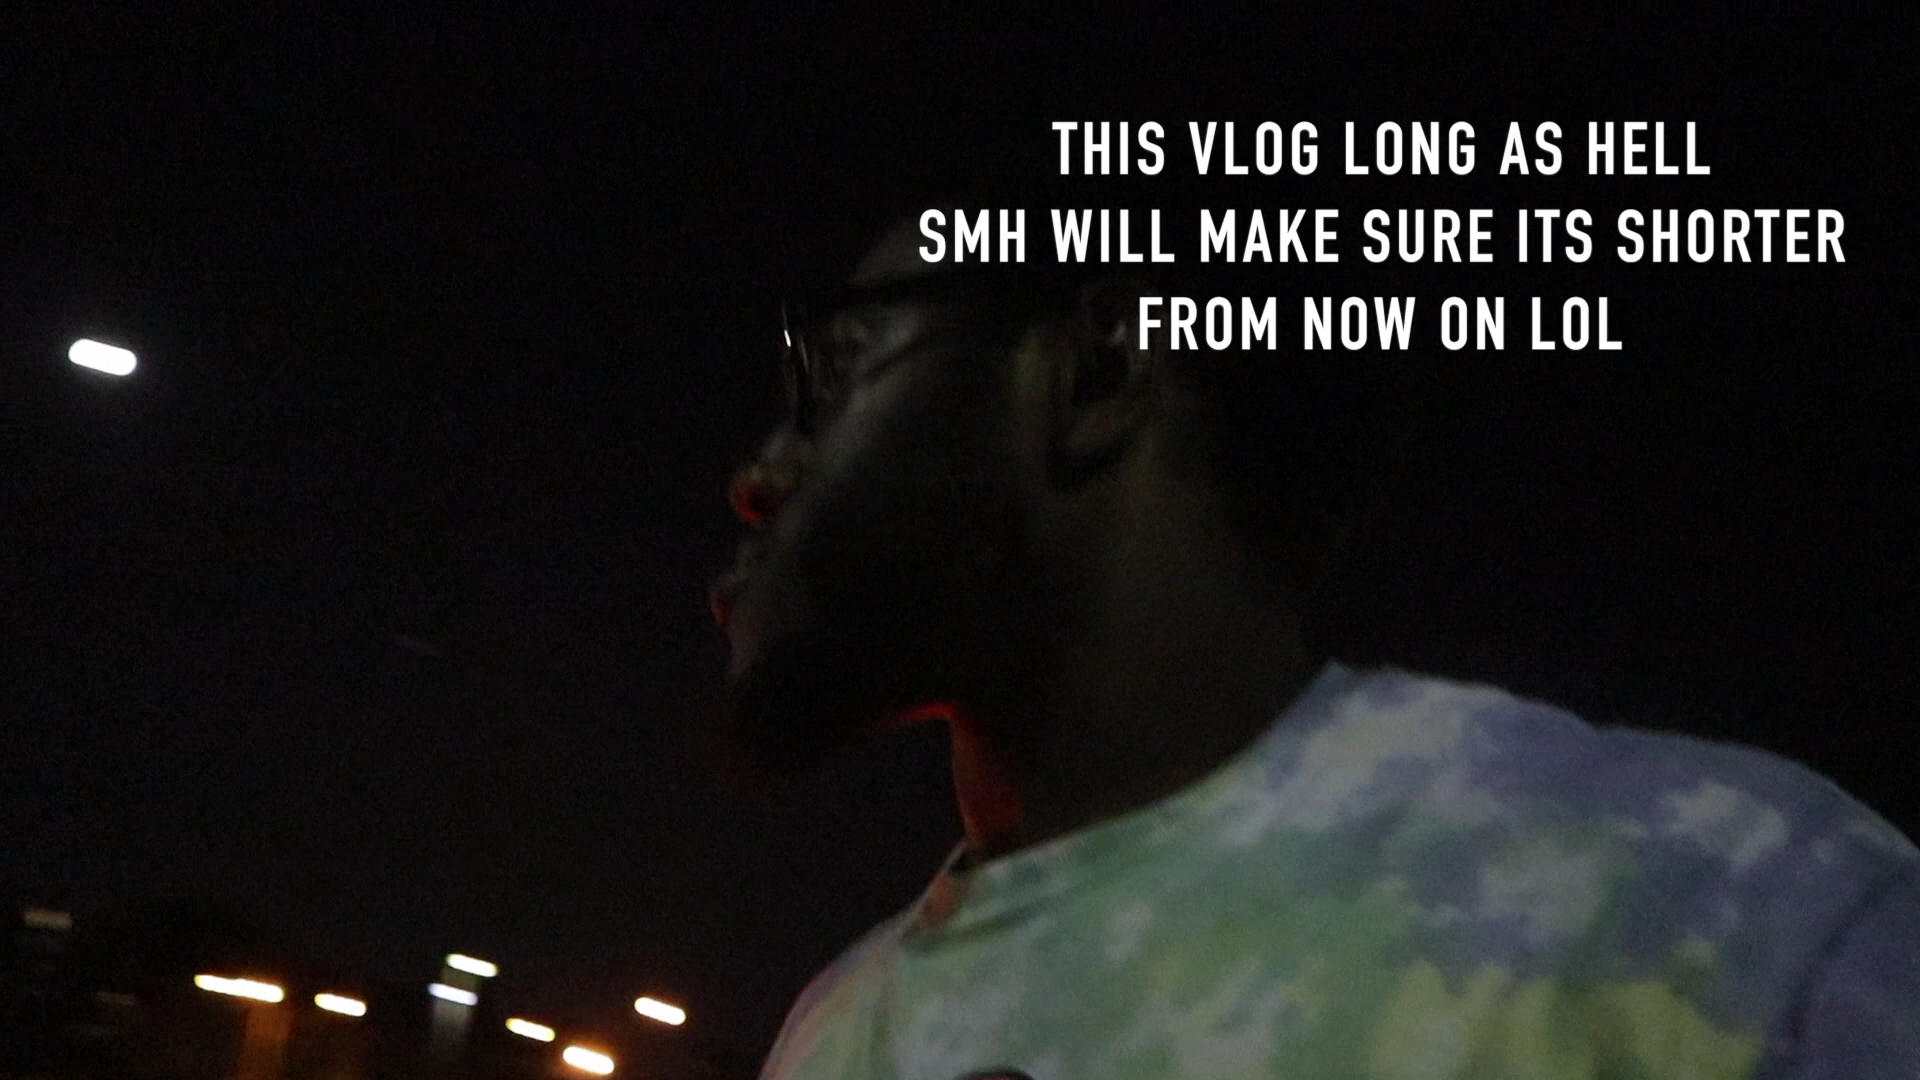 THIS VLOG LONG AS HELL
SMH WILL MAKE SURE ITS SHORTER
FROM NOW ON LOL